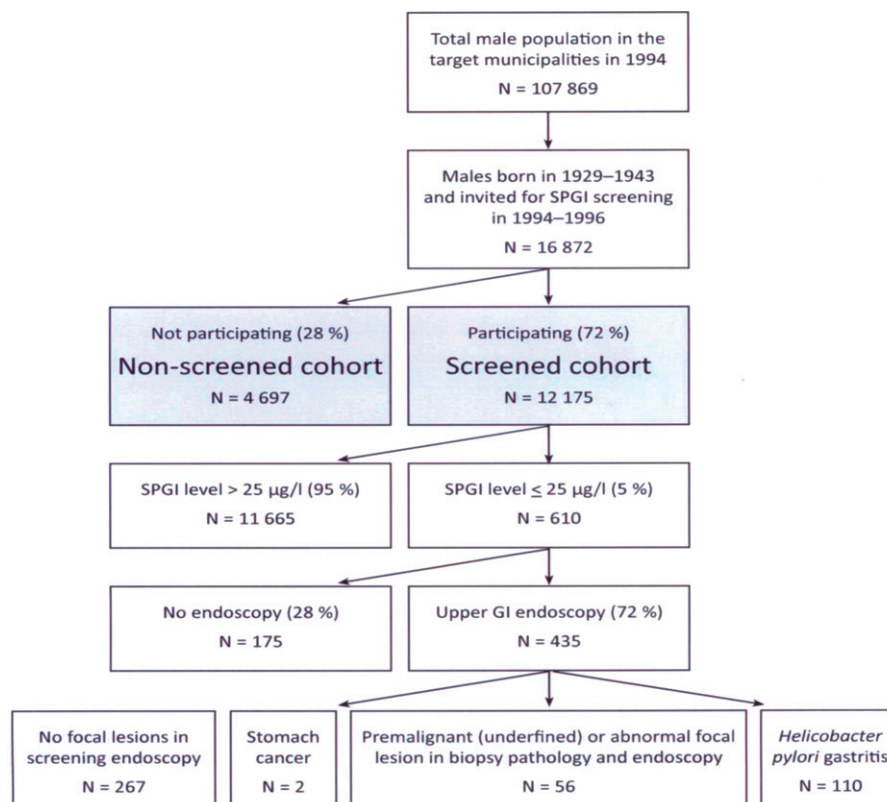 Total male population in the
target municipalities in 1994
N = 107 869
Males born in 1929–1943
and invited for SPGI screening
in 1994–1996
N = 16 872
Not participating (28 %)
Non-screened cohort
N = 4 697
Participating (72 %)
Screened cohort
N = 12 175
SPGI level > 25 µg/l (95 %)
N = 11 665
SPGI level ≤ 25 µg/l (5 %)
N = 610
No endoscopy (28 %)
N = 175
Upper GI endoscopy (72 %)
N = 435
No focal lesions in
screening endoscopy
N = 267
Stomach
cancer
N = 2
Premalignant (underfined) or abnormal focal
lesion in biopsy pathology and endoscopy
N = 56
Helicobacter
pylori gastritis
N = 110